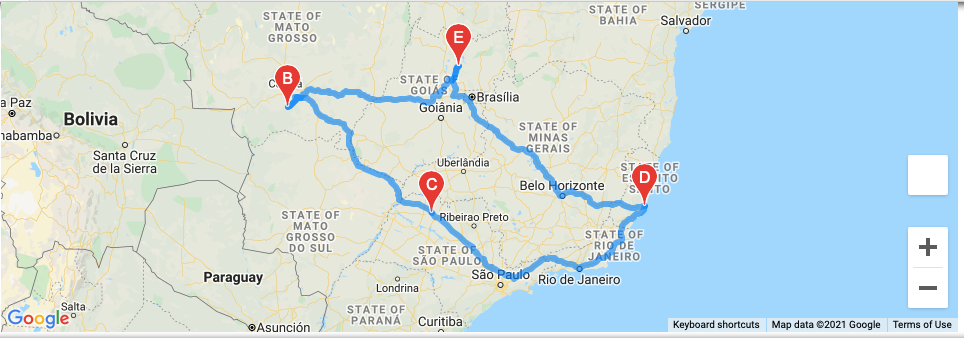 STATE OF
MATO
GROSSO
STATE OF
BAHIA
SERGIPE
Salvador
E
B
STATE OF
GOIÁS
Brasília
Goiânia
a Paz
Bolivia
habamba
Santa Cruz
de la Sierra
STATE OF
MINAS
GERAIS
Uberlândia
STATE OF
ESPIRITO
SANTO
D
C
Belo Horizonte
Ribeirao Preto
STATE OF
MATO
GROSSO
DO SUL
STATE OF
RIO DE
JANEIRO
STATE OF
SÃO PAULO
São Paulo
Rio de Janeiro
Paraguay
Londrina
Salta
STATE OF
PARANÁ
Asunción
Curitiba
+
−
Google
Keyboard shortcuts
Map data ©2021 Google
Terms of Use